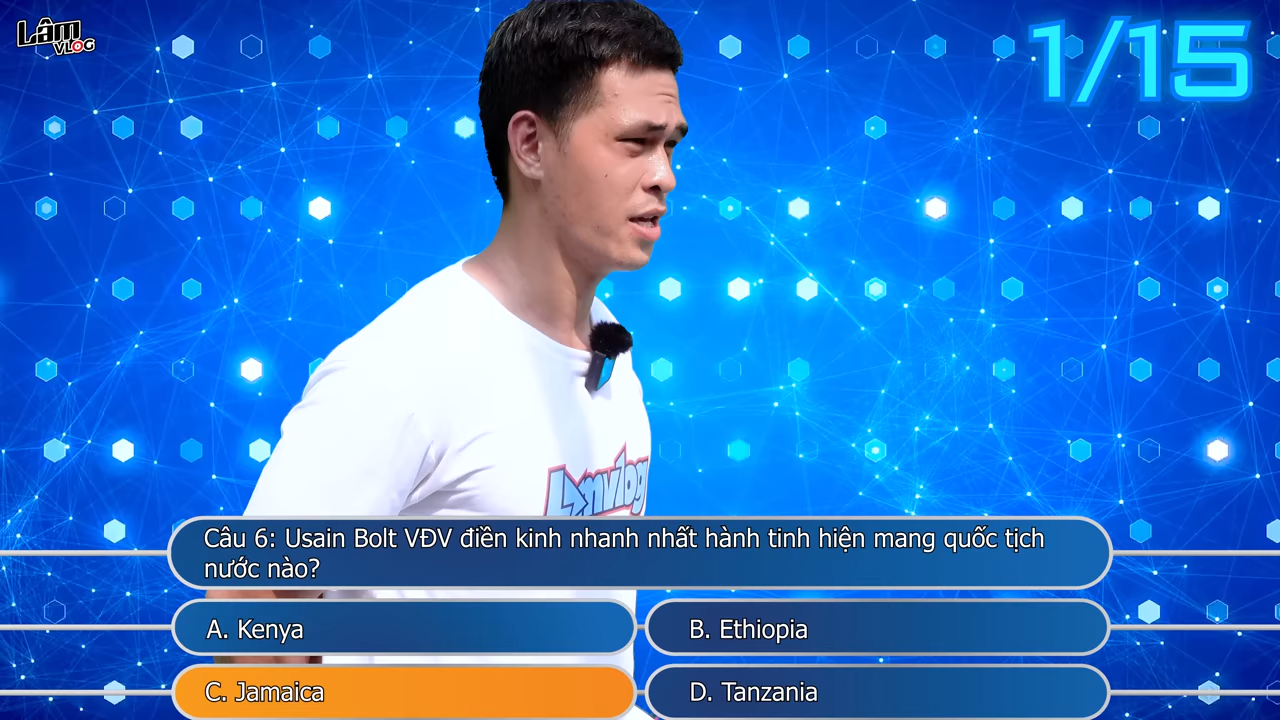 Lâm
VLOG
1/15
Lâmvlog
Câu 6: Usain Bolt VĐV điền kinh nhanh nhất hành tinh hiện mang quốc tịch
nước nào?
A. Kenya
B. Ethiopia
C. Jamaica
D. Tanzania